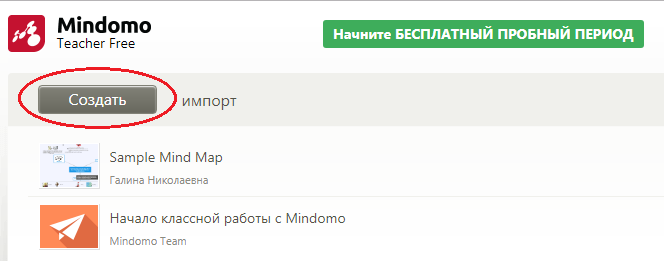 Mindomo
Teacher Free
Начните БЕСПЛАТНЫЙ ПРОБНЫЙ ПЕРИОД
Создать импорт
Sample Mind Map
Галина Николаевна
Начало классной работы с Mindomo
Mindomo Team